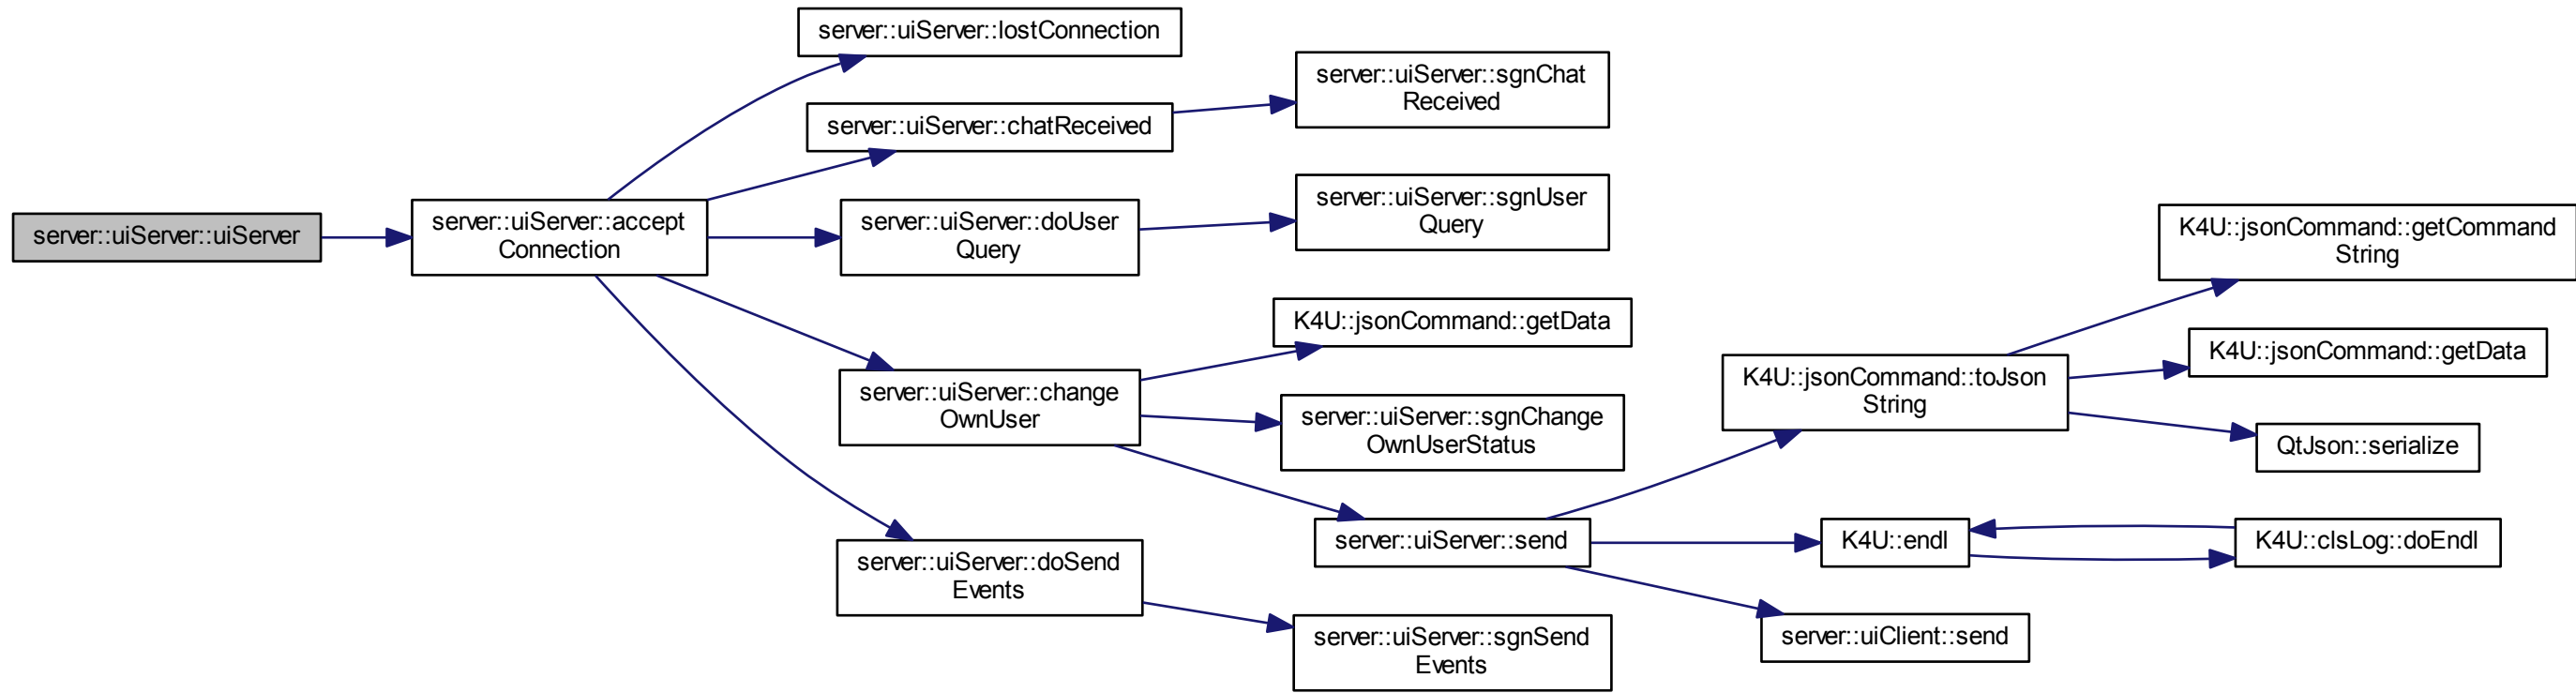 server::uiServer::uiServer
server::uiServer::accept
Connection
server::uiServer::lostConnection
server::uiServer::chatReceived
server::uiServer::doUser
Query
server::uiServer::change
OwnUser
server::uiServer::doSend
Events
server::uiServer::sgnChat
Received
server::uiServer::sgnUser
Query
K4U::jsonCommand::getData
server::uiServer::sgnChange
OwnUserStatus
server::uiServer::send
server::uiServer::sgnSend
Events
K4U::jsonCommand::toJson
String
K4U::endl
server::uiClient::send
K4U::jsonCommand::getCommand
String
K4U::jsonCommand::getData
QtJson::serialize
K4U::clsLog::doEndl